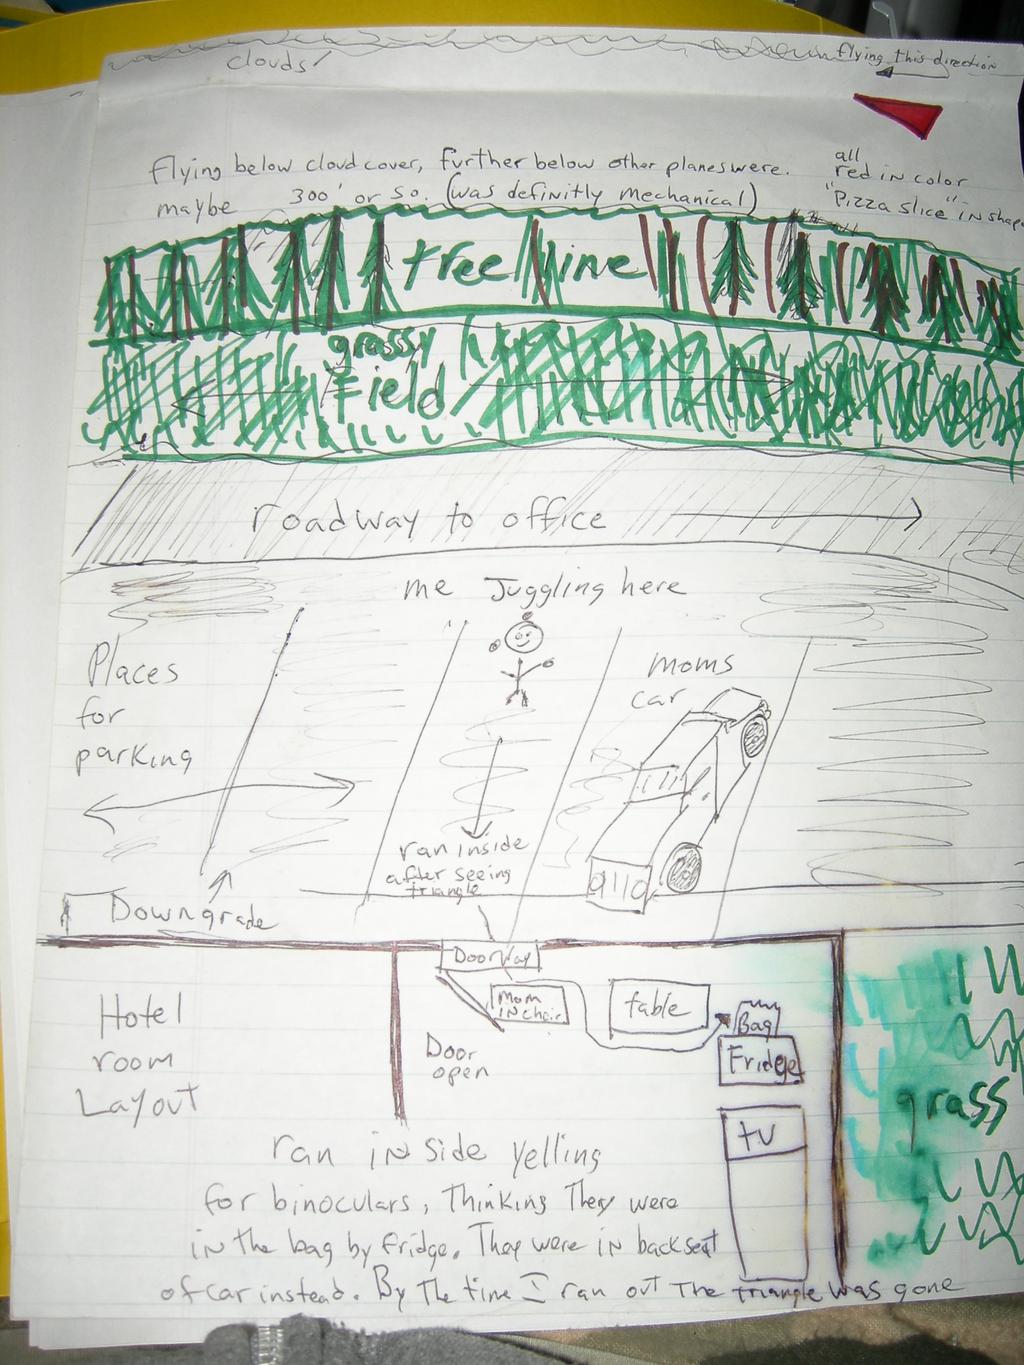 clouds!
flying this direction
Flying below cloud cover, further below other planes were.
maybe 300' or so. (was definitly mechanical)
all
red in color
"Pizza slice" in shape
tree line
grassy
Field
roadway to office
me Juggling here
Places
for
parking
moms
car
ran inside
after seeing
triangle
9110
Downgrade
Doorway
Mom
in chair
table
Bag
Fridge
Door
open
Hotel
room
Layout
tv
grass
ran inside yelling
for binoculars, Thinking They were
in the bag by fridge. They were in backseat
of car instead. By The time I ran out The triangle was gone